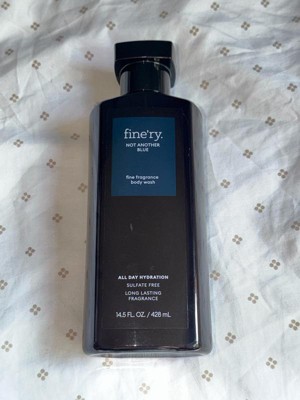 fine'ry.
NOT ANOTHER
BLUE
fine fragrance
body wash
ALL DAY HYDRATION
SULFATE FREE
LONG LASTING
FRAGRANCE
14.5 FL. OZ. / 428 mL